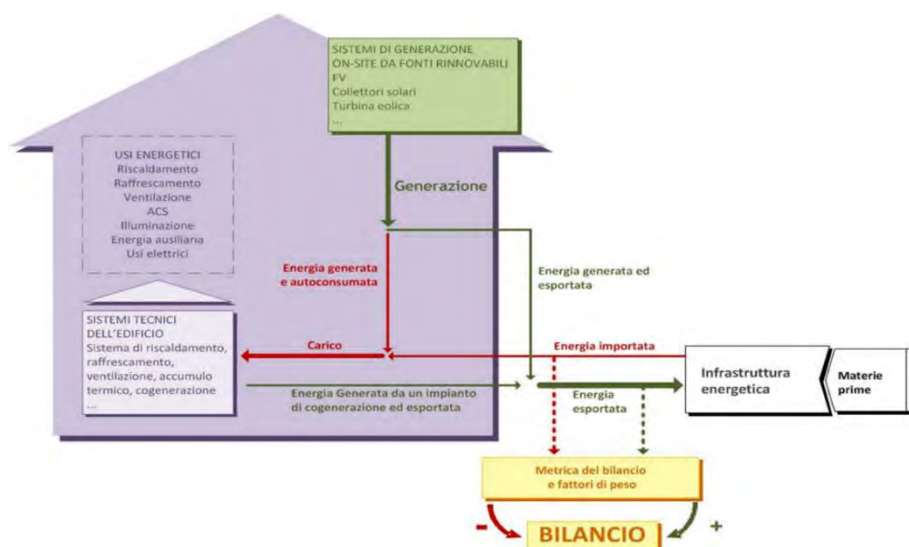 SISTEMI DI GENERAZIONE
ON-SITE DA FONTI RINNOVABILI
FV
Collettori solari
Turbina eolica
...
USI ENERGETICI
Riscaldamento
Raffrescamento
Ventilazione
ACS
Illuminazione
Energia ausiliaria
Usi elettrici
Generazione
Energia generata
e autoconsumata
Energia generata ed
esportata
SISTEMI TECNICI
DELL'EDIFICIO
Sistema di riscaldamento,
raffrescamento,
ventilazione, accumulo
termico, cogenerazione
...
Carico
Energia importata
Energia Generata da un impianto
di cogenerazione ed esportata
Energia
esportata
Infrastruttura
energetica
Materie
prime
Metrica del bilancio
e fattori di peso
-
+
BILANCIO